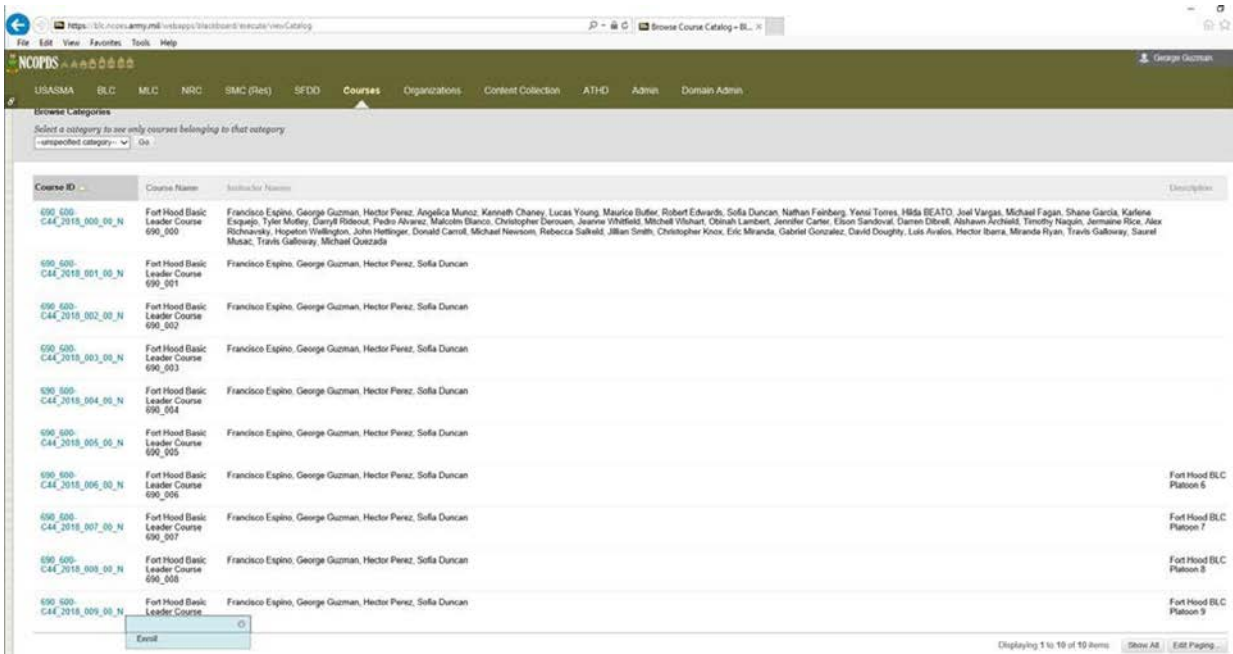 https://blc.ncoes.army.mil/webapps/blackboard/execute/viewCatalog
Browse Course Catalog – Bl...
File Edit View Favorites Tools Help
NCOPDS
George Guzman
USASMA BLC MLC NRC SMC (Res) SFDD Courses Organizations Content Collection ATHD Admin Domain Admin
Browse Categories
Select a category to see only courses belonging to that category
--unspecified category-- Go
Course ID Course Name Instructor Names Description
690_600-
C44_2018_000_00_N
Fort Hood Basic
Leader Course
690_000
Francisco Espino, George Guzman, Hector Perez, Angelica Munoz, Kenneth Chaney, Lucas Young, Maurice Butler, Robert Edwards, Sofia Duncan, Nathan Feinberg, Yensi Torres, Hilda BEATO, Joel Vargas, Michael Fagan, Shane Garcia, Karlene
Esquejo, Tyler Motley, Darryll Rideout, Pedro Alvarez, Malcolm Blanco, Christopher Derouen, Jeanne Whitfield, Mitchell Wishart, Obinah Lambert, Jennifer Carter, Elson Sandoval, Damen Dibrell, Alshawn Archield, Timothy Naquin, Jermaine Rice, Alex
Richnavsky, Hopeton Wellington, John Hettinger, Donald Carroll, Michael Newsom, Rebecca Salkeld, Jillian Smith, Christopher Knox, Eric Miranda, Gabriel Gonzalez, David Doughty, Luis Avalos, Hector Ibarra, Miranda Ryan, Travis Galloway, Saurel
Musac, Travis Galloway, Michael Quezada
690_600-
C44_2018_001_00_N
Fort Hood Basic
Leader Course
690_001
Francisco Espino, George Guzman, Hector Perez, Sofia Duncan
690_600-
C44_2018_002_00_N
Fort Hood Basic
Leader Course
690_002
Francisco Espino, George Guzman, Hector Perez, Sofia Duncan
690_600-
C44_2018_003_00_N
Fort Hood Basic
Leader Course
690_003
Francisco Espino, George Guzman, Hector Perez, Sofia Duncan
690_600-
C44_2018_004_00_N
Fort Hood Basic
Leader Course
690_004
Francisco Espino, George Guzman, Hector Perez, Sofia Duncan
690_600-
C44_2018_005_00_N
Fort Hood Basic
Leader Course
690_005
Francisco Espino, George Guzman, Hector Perez, Sofia Duncan
690_600-
C44_2018_006_00_N
Fort Hood Basic
Leader Course
690_006
Francisco Espino, George Guzman, Hector Perez, Sofia Duncan
Fort Hood BLC
Platoon 6
690_600-
C44_2018_007_00_N
Fort Hood Basic
Leader Course
690_007
Francisco Espino, George Guzman, Hector Perez, Sofia Duncan
Fort Hood BLC
Platoon 7
690_600-
C44_2018_008_00_N
Fort Hood Basic
Leader Course
690_008
Francisco Espino, George Guzman, Hector Perez, Sofia Duncan
Fort Hood BLC
Platoon 8
690_600-
C44_2018_009_00_N
Fort Hood Basic
Leader Course
Francisco Espino, George Guzman, Hector Perez, Sofia Duncan
Fort Hood BLC
Platoon 9
Enroll
Displaying 1 to 10 of 10 items Show All Edit Paging...